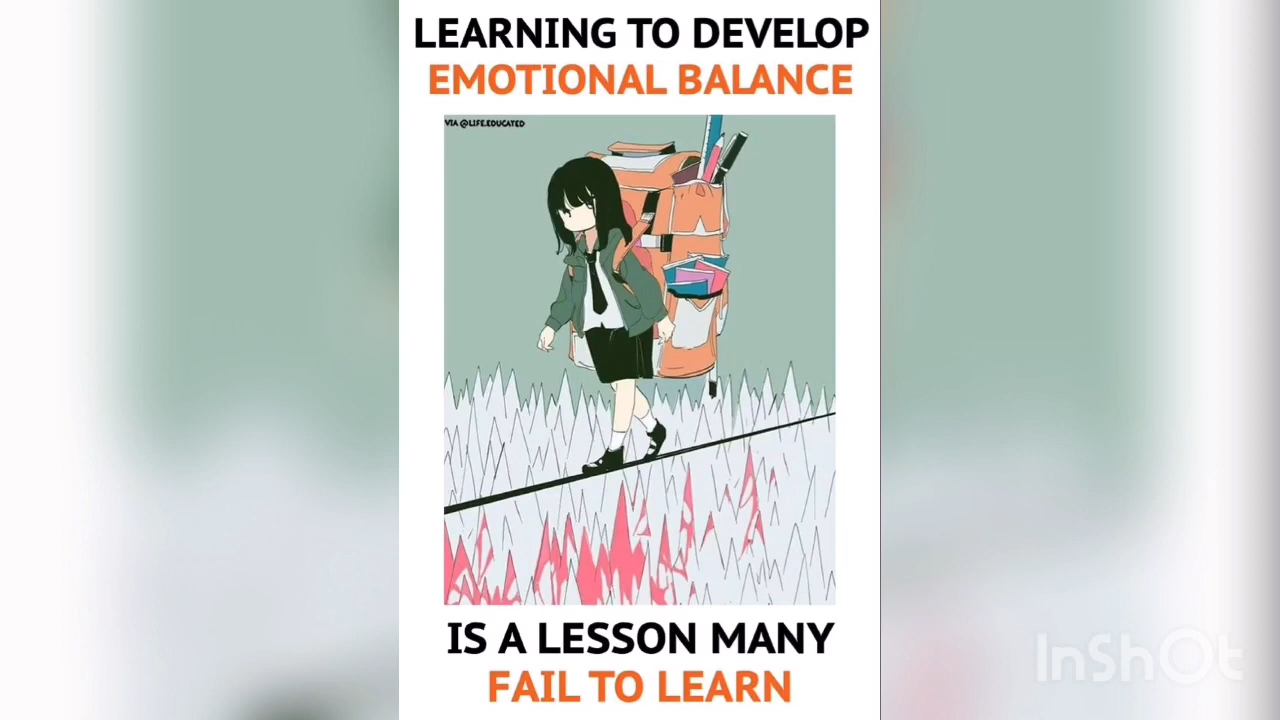 LEARNING TO DEVELOP
EMOTIONAL BALANCE
VIA @LIFE.EDUCATED
IS A LESSON MANY
FAIL TO LEARN
InShOt